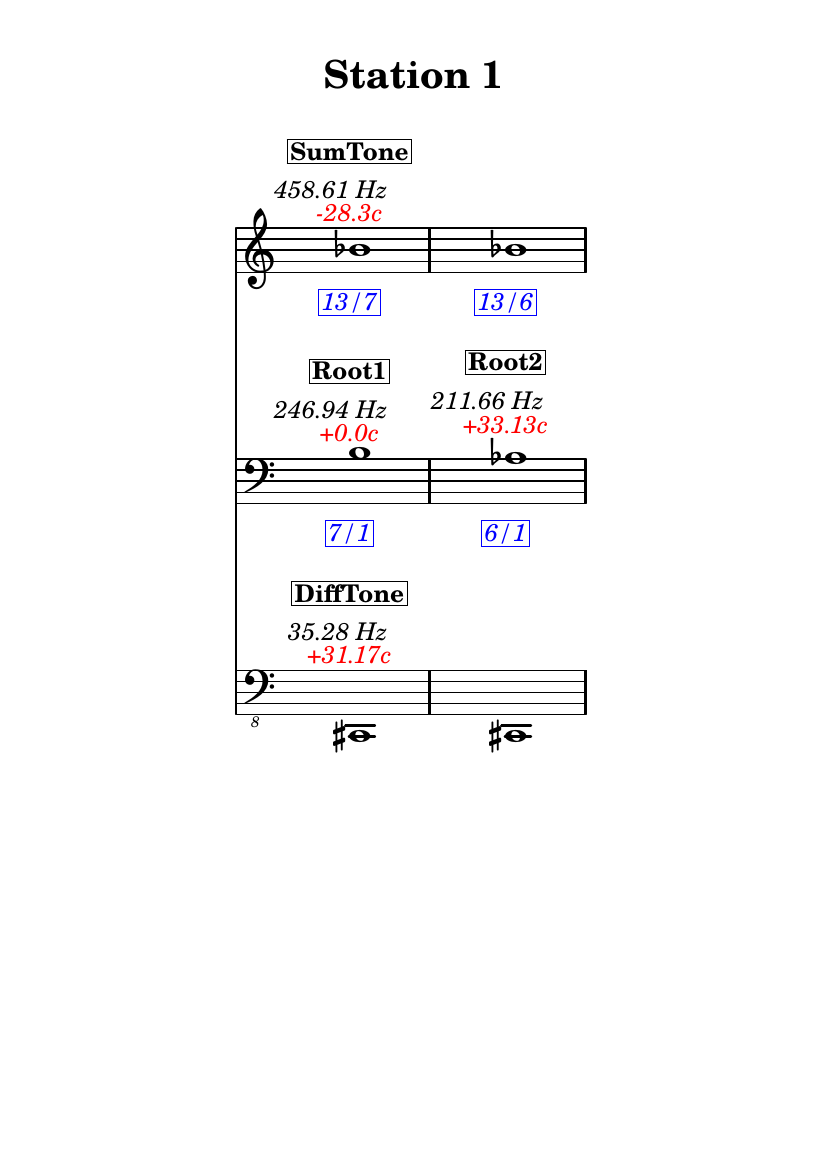 Station 1
SumTone
458.61 Hz
-28.3c
13/7
13/6
Root1
246.94 Hz
+0.0c
Root2
211.66 Hz
+33.13c
7/1
6/1
DiffTone
35.28 Hz
+31.17c
8